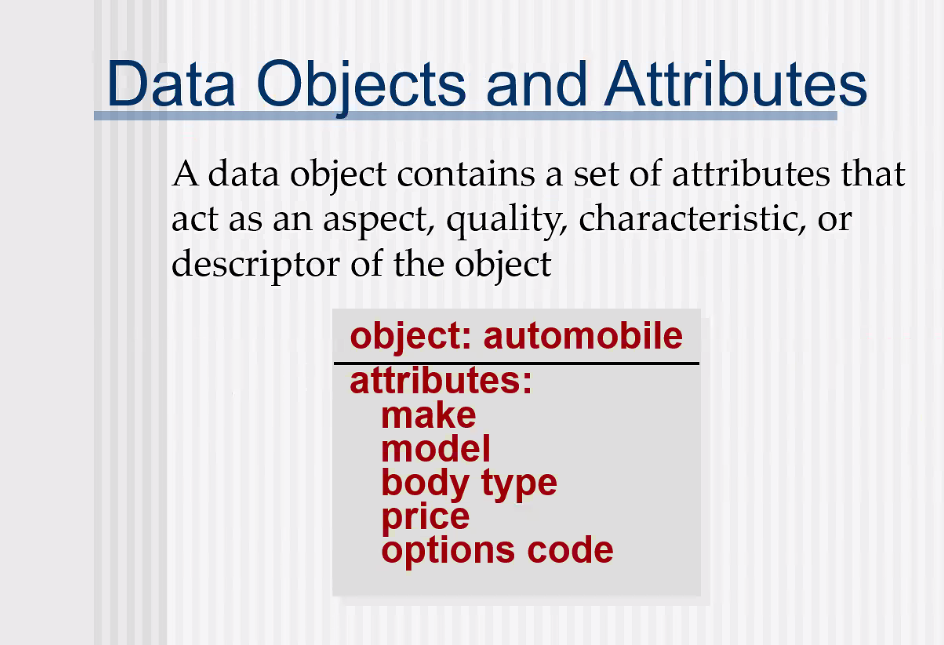 Data Objects and Attributes
A data object contains a set of attributes that
act as an aspect, quality, characteristic, or
descriptor of the object
object: automobile
attributes:
make
model
body type
price
options code